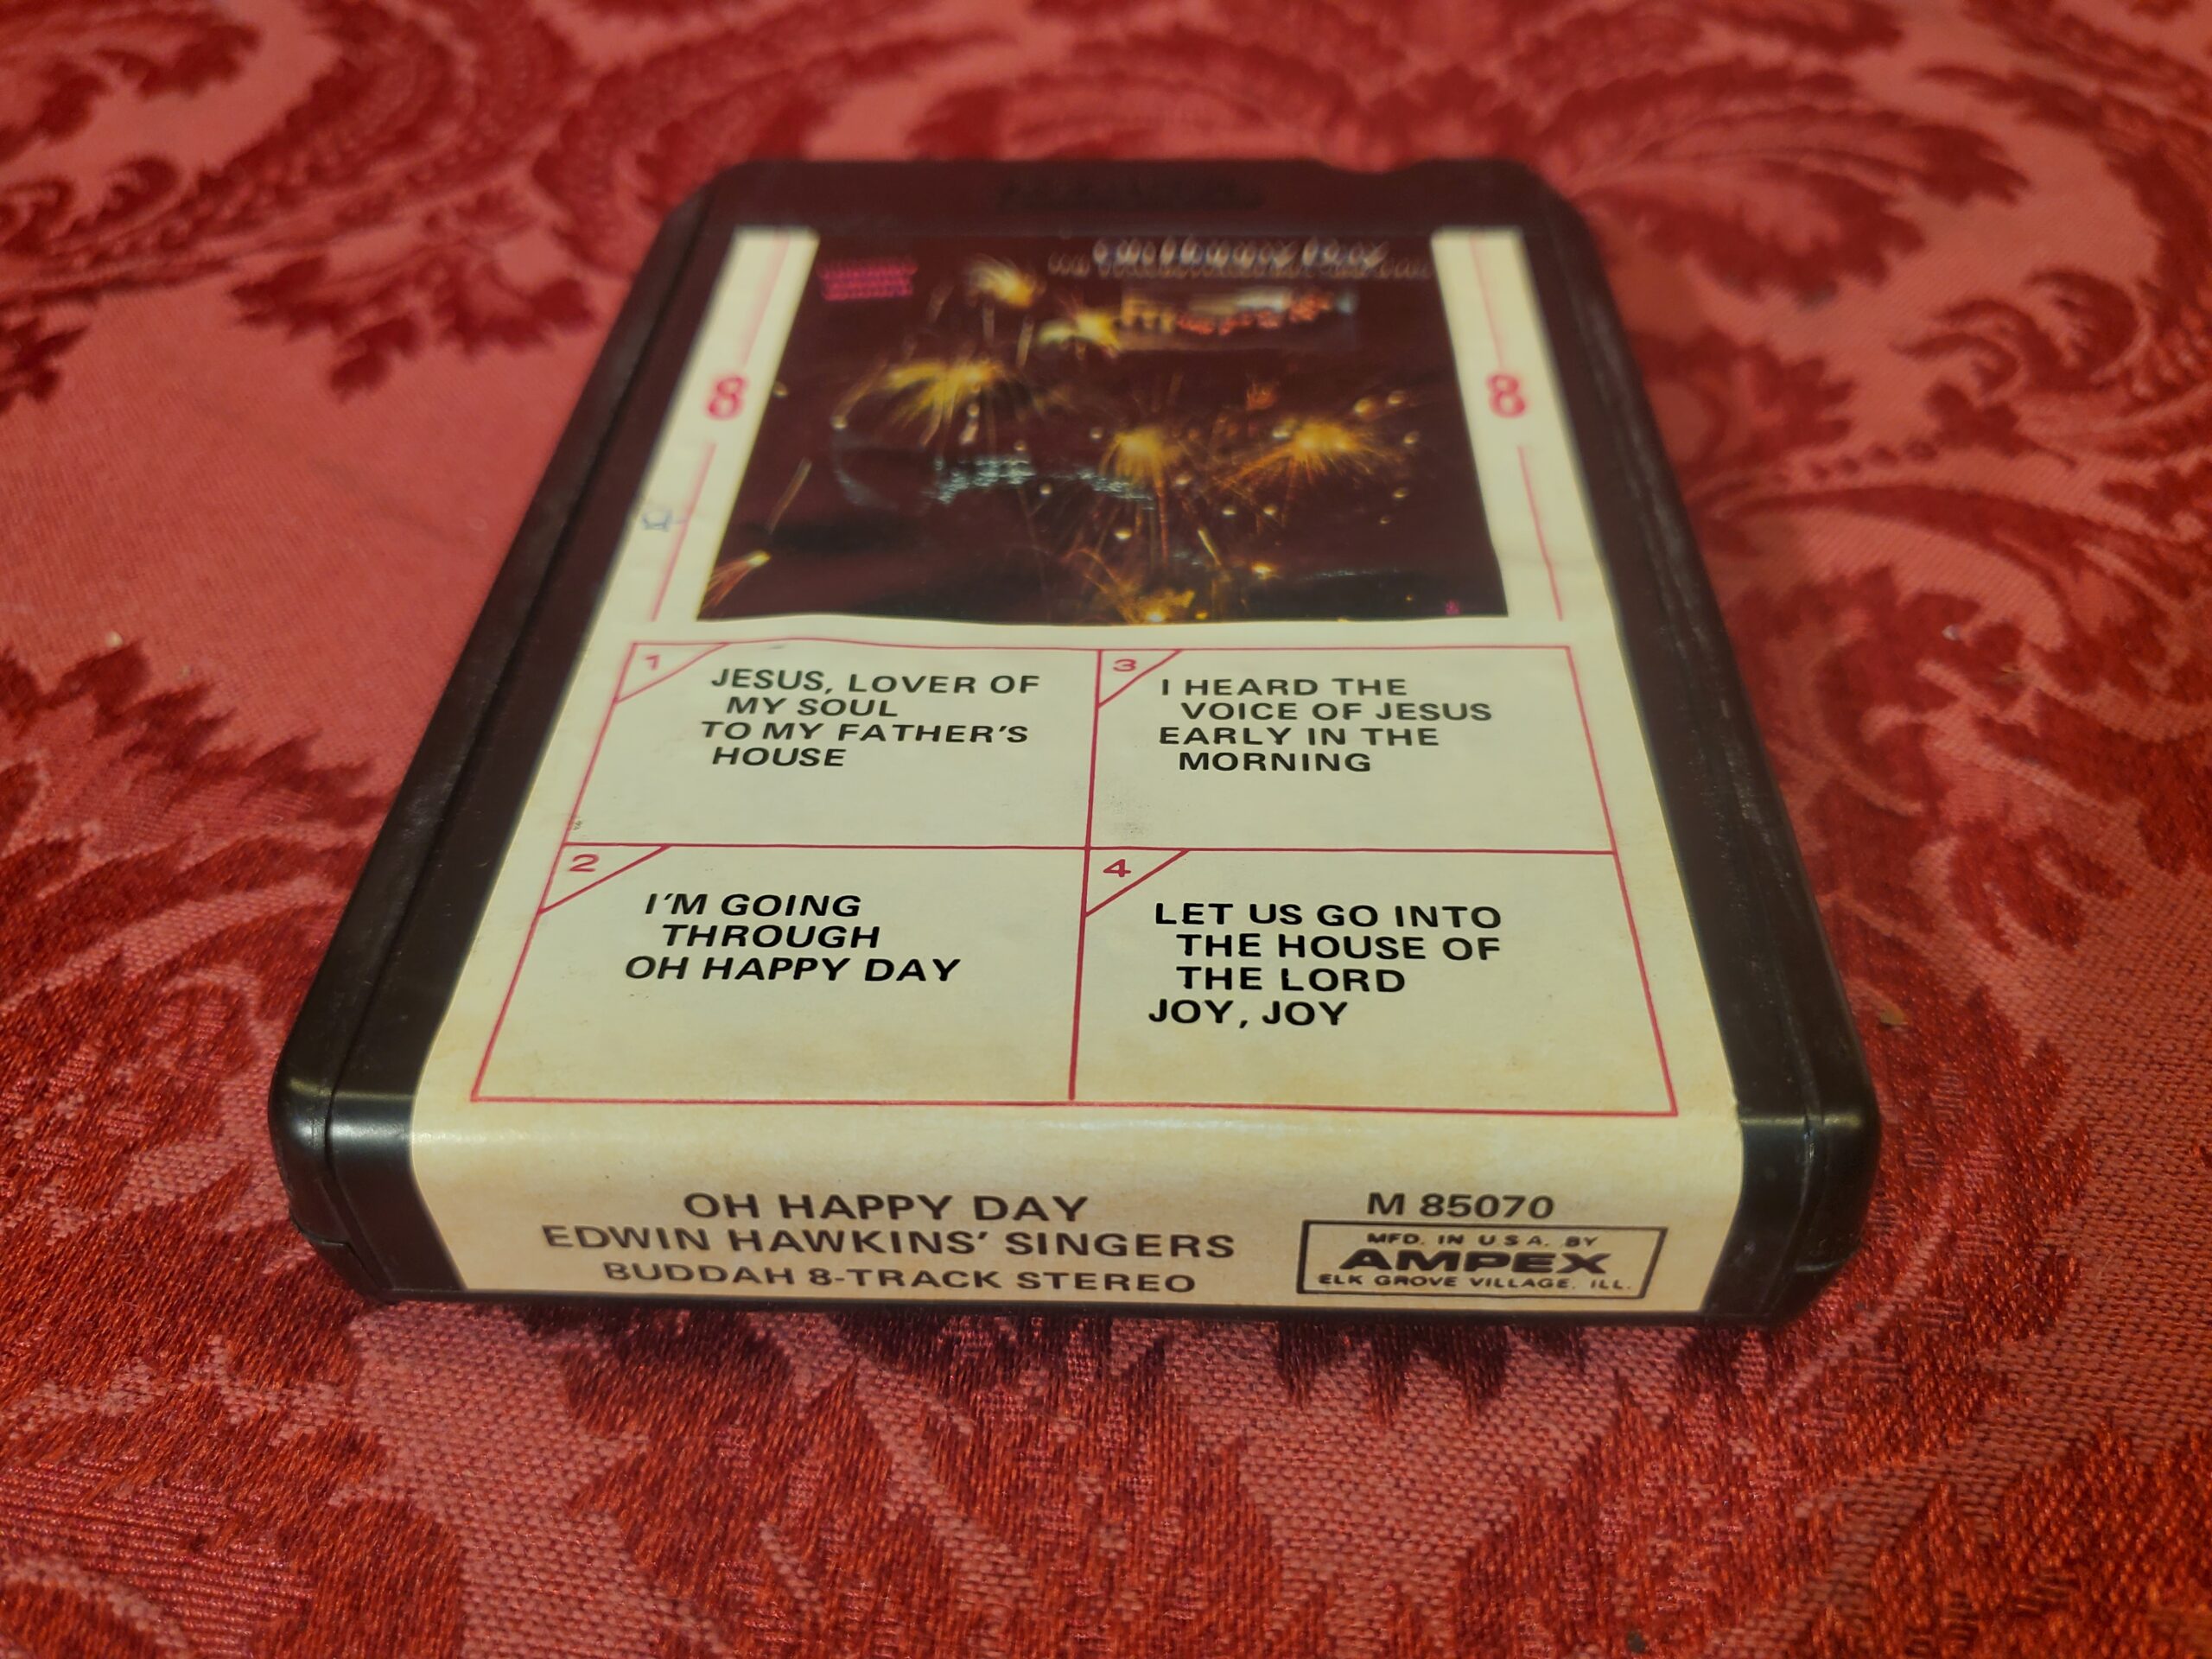 8
8
1
JESUS, LOVER OF
MY SOUL
TO MY FATHER'S
HOUSE
2
I'M GOING
THROUGH
OH HAPPY DAY
3
I HEARD THE
VOICE OF JESUS
EARLY IN THE
MORNING
4
LET US GO INTO
THE HOUSE OF
THE LORD
JOY, JOY
OH HAPPY DAY
EDWIN HAWKINS' SINGERS
BUDDAH 8-TRACK STEREO
M 85070
MFD. IN U.S.A. BY
AMPEX
ELK GROVE VILLAGE, ILL.